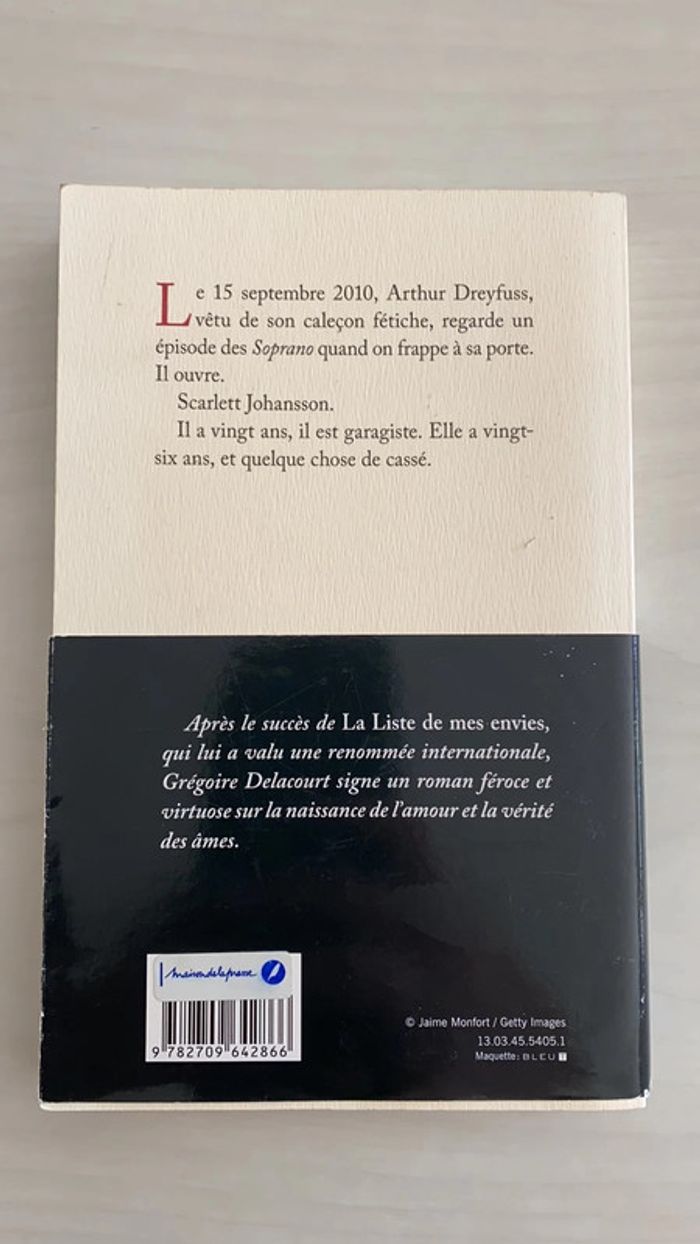 Le 15 septembre 2010, Arthur Dreyfuss,
vêtu de son caleçon fétiche, regarde un
épisode des Soprano quand on frappe à sa porte.
Il ouvre.
Scarlett Johansson.
Il a vingt ans, il est garagiste. Elle a vingt-
six ans, et quelque chose de cassé.
Après le succès de La Liste de mes envies,
qui lui a valu une renommée internationale,
Grégoire Delacourt signe un roman féroce et
virtuose sur la naissance de l'amour et la vérité
des âmes.
maisondelapresse
9 782709 642866
© Jaime Monfort / Getty Images
13.03.45.5405.1
Maquette: BLEU T